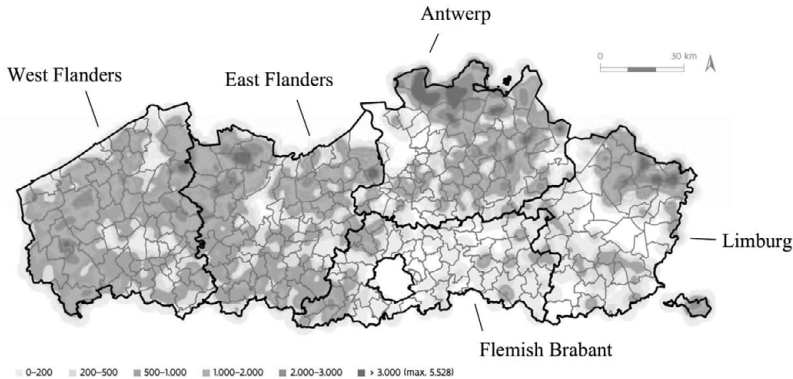 Antwerp
0 30 km
West Flanders
East Flanders
Limburg
Flemish Brabant
0–200 200–500 500–1.000 1.000–2.000 2.000–3.000 > 3.000 (max. 5.528)